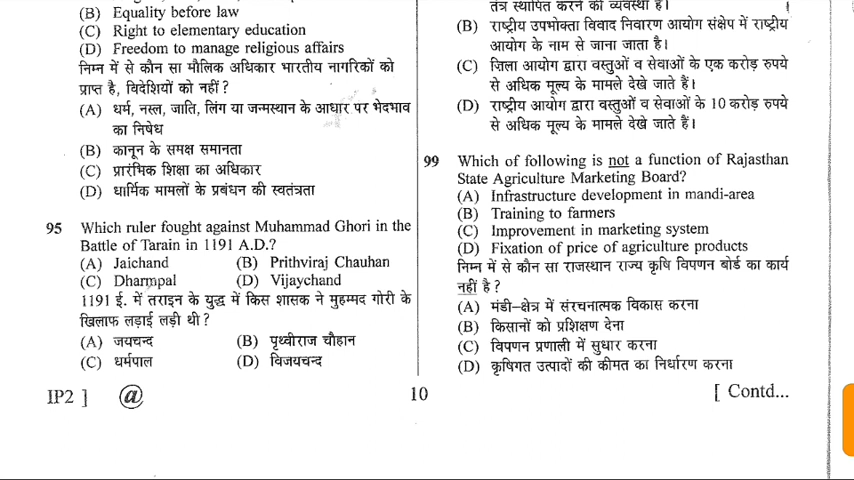 (B) Equality before law
(C) Right to elementary education
(D) Freedom to manage religious affairs
निम्न में से कौन सा मौलिक अधिकार भारतीय नागरिकों को
प्राप्त है, विदेशियों को नहीं ?
(A) धर्म, नस्ल, जाति, लिंग या जन्मस्थान के आधार पर भेदभाव
का निषेध
(B) कानून के समक्ष समानता
(C) प्रारंभिक शिक्षा का अधिकार
(D) धार्मिक मामलों के प्रबंधन की स्वतंत्रता
95 Which ruler fought against Muhammad Ghori in the
Battle of Tarain in 1191 A.D.?
(A) Jaichand (B) Prithviraj Chauhan
(C) Dharmpal (D) Vijaychand
1191 ई. में तराइन के युद्ध में किस शासक ने मुहम्मद गोरी के
खिलाफ लड़ाई लड़ी थी ?
(A) जयचन्द (B) पृथ्वीराज चौहान
(C) धर्मपाल (D) विजयचन्द
तंत्र स्थापित करने की व्यवस्था है।
(B) राष्ट्रीय उपभोक्ता विवाद निवारण आयोग संक्षेप में राष्ट्रीय
आयोग के नाम से जाना जाता है।
(C) ज़िला आयोग द्वारा वस्तुओं व सेवाओं के एक करोड़ रुपये
से अधिक मूल्य के मामले देखे जाते हैं।
(D) राष्ट्रीय आयोग द्वारा वस्तुओं व सेवाओं के 10 करोड़ रुपये
से अधिक मूल्य के मामले देखे जाते हैं।
99 Which of following is not a function of Rajasthan
State Agriculture Marketing Board?
(A) Infrastructure development in mandi-area
(B) Training to farmers
(C) Improvement in marketing system
(D) Fixation of price of agriculture products
निम्न में से कौन सा राजस्थान राज्य कृषि विपणन बोर्ड का कार्य
नहीं है ?
(A) मंडी-क्षेत्र में संरचनात्मक विकास करना
(B) किसानों को प्रशिक्षण देना
(C) विपणन प्रणाली में सुधार करना
(D) कृषिगत उत्पादों की कीमत का निर्धारण करना
IP2 ] @ 10 [ Contd...